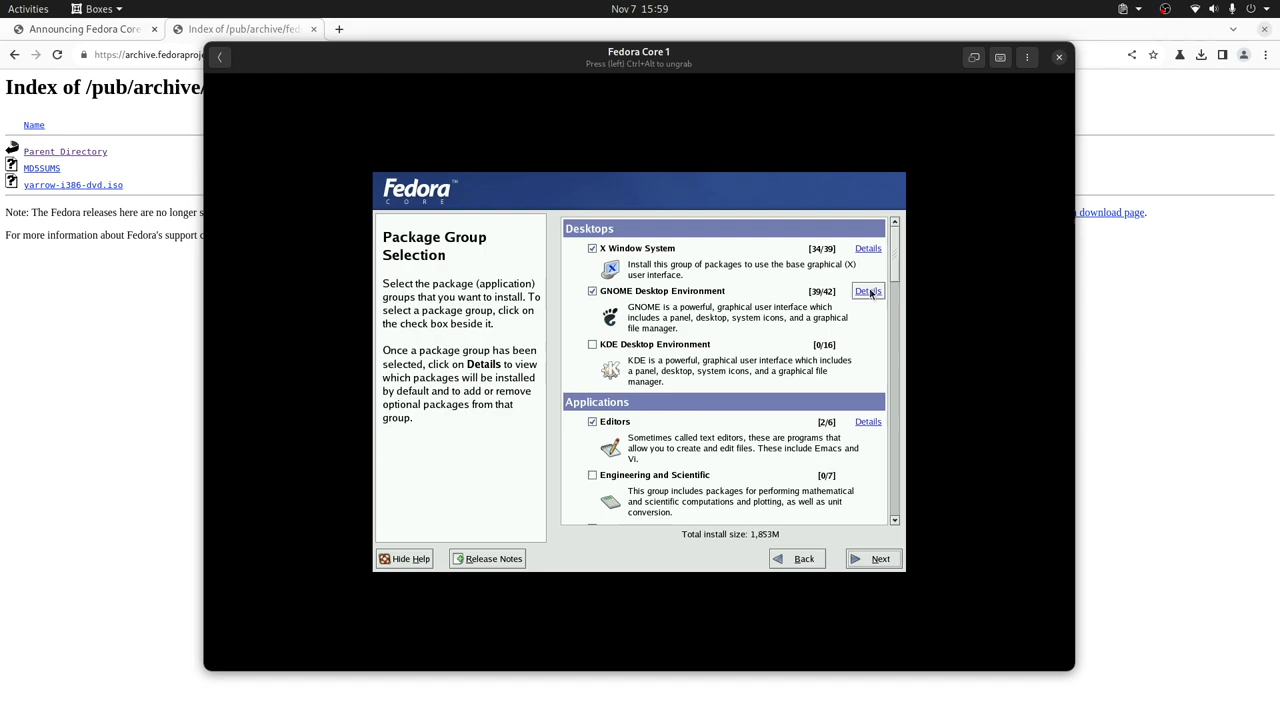 Activities
Boxes
Nov 7 15:59
Announcing Fedora Core
Index of /pub/archive/fed
https://archive.fedoraproje
Index of /pub/archive/
Name
Parent Directory
MD5SUMS
yarrow-i386-dvd.iso
Note: The Fedora releases here are no longer s
download page.
For more information about Fedora's support
Fedora Core 1
Press (left) Ctrl+Alt to ungrab
Fedora™
CORE
Package Group
Selection
Select the package (application)
groups that you want to install. To
select a package group, click on
the check box beside it.
Once a package group has been
selected, click on Details to view
which packages will be installed
by default and to add or remove
optional packages from that
group.
Desktops
X Window System [34/39] Details
Install this group of packages to use the base graphical (X)
user interface.
GNOME Desktop Environment [39/42] Details
GNOME is a powerful, graphical user interface which
includes a panel, desktop, system icons, and a graphical
file manager.
KDE Desktop Environment [0/16]
KDE is a powerful, graphical user interface which includes
a panel, desktop, system icons, and a graphical file
manager.
Applications
Editors [2/6] Details
Sometimes called text editors, these are programs that
allow you to create and edit files. These include Emacs and
Vi.
Engineering and Scientific [0/7]
This group includes packages for performing mathematical
and scientific computations and plotting, as well as unit
conversion.
Total install size: 1,853M
Hide Help
Release Notes
Back
Next